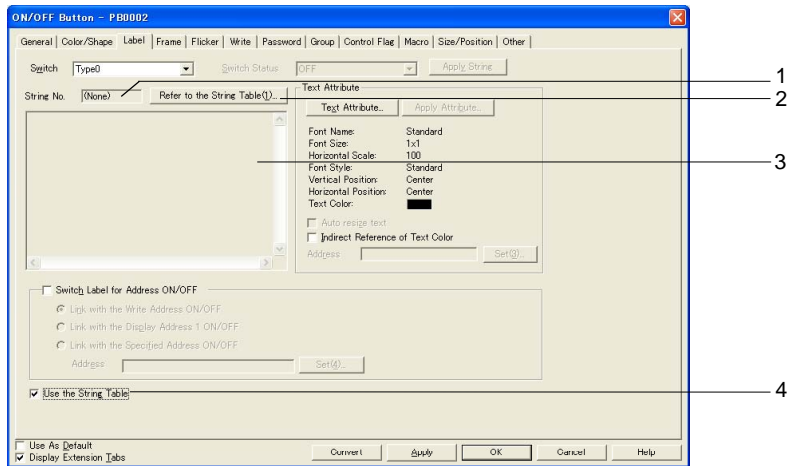 ON/OFF Button - PB0002
General Color/Shape Label Frame Flicker Write Password Group Control Flag Macro Size/Position Other
Switch Type0 Switch Status OFF Apply String
1
String No. (None) Refer to the String Table(1)... Text Attribute
2
Text Attribute... Apply Attribute...
Font Name: Standard
Font Size: 1x1
Horizontal Scale: 100
3
Font Style: Standard
Vertical Position: Center
Horizontal Position: Center
Text Color:
Auto resize text
Indirect Reference of Text Color
Address Set(3)...
Switch Label for Address ON/OFF
Link with the Write Address ON/OFF
Link with the Display Address 1 ON/OFF
Link with the Specified Address ON/OFF
Address Set(4)...
Use the String Table
4
Use As Default
Display Extension Tabs
Convert Apply OK Cancel Help